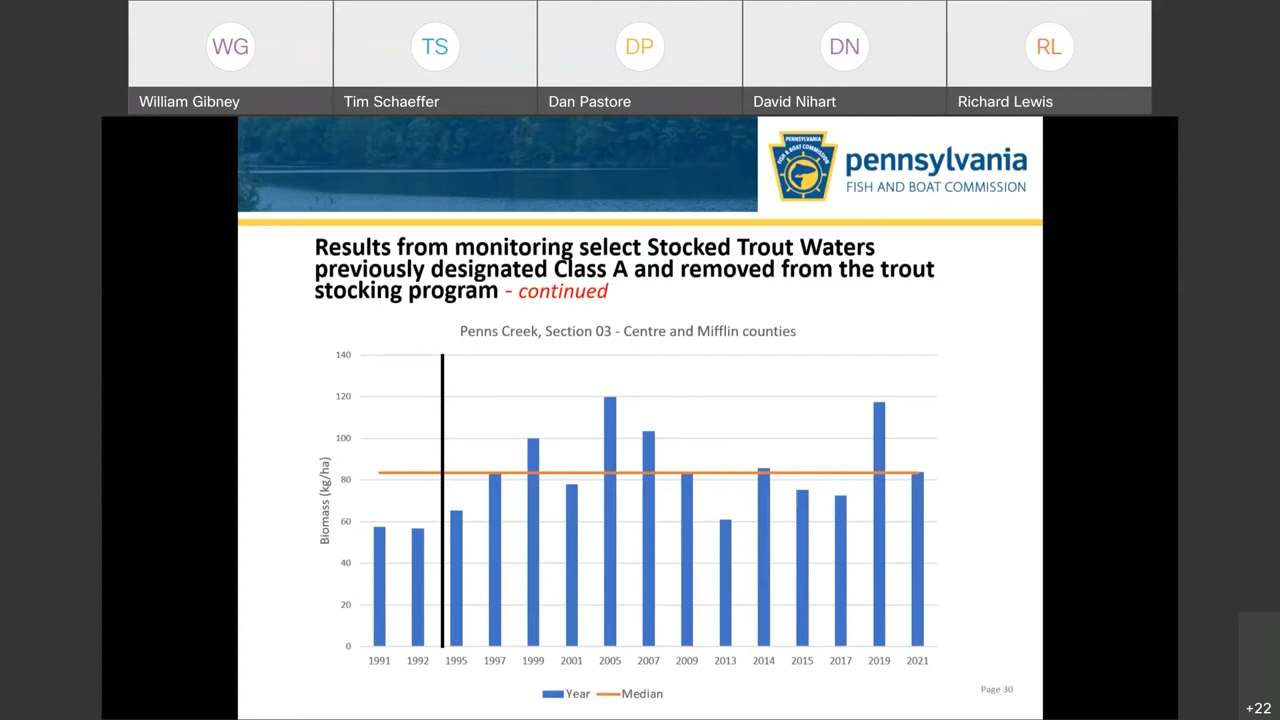 WG
TS
DP
DN
RL
William Gibney
Tim Schaeffer
Dan Pastore
David Nihart
Richard Lewis
PENNSYLVANIA
FISH & BOAT COMMISSION
pennsylvania
FISH AND BOAT COMMISSION
Results from monitoring select Stocked Trout Waters
previously designated Class A and removed from the trout
stocking program - continued
Penns Creek, Section 03 - Centre and Mifflin counties
Biomass (kg/ha)
140
120
100
80
60
40
20
0
1991 1992 1995 1997 1999 2001 2005 2007 2009 2013 2014 2015 2017 2019 2021
Year Median
Page 30
+22